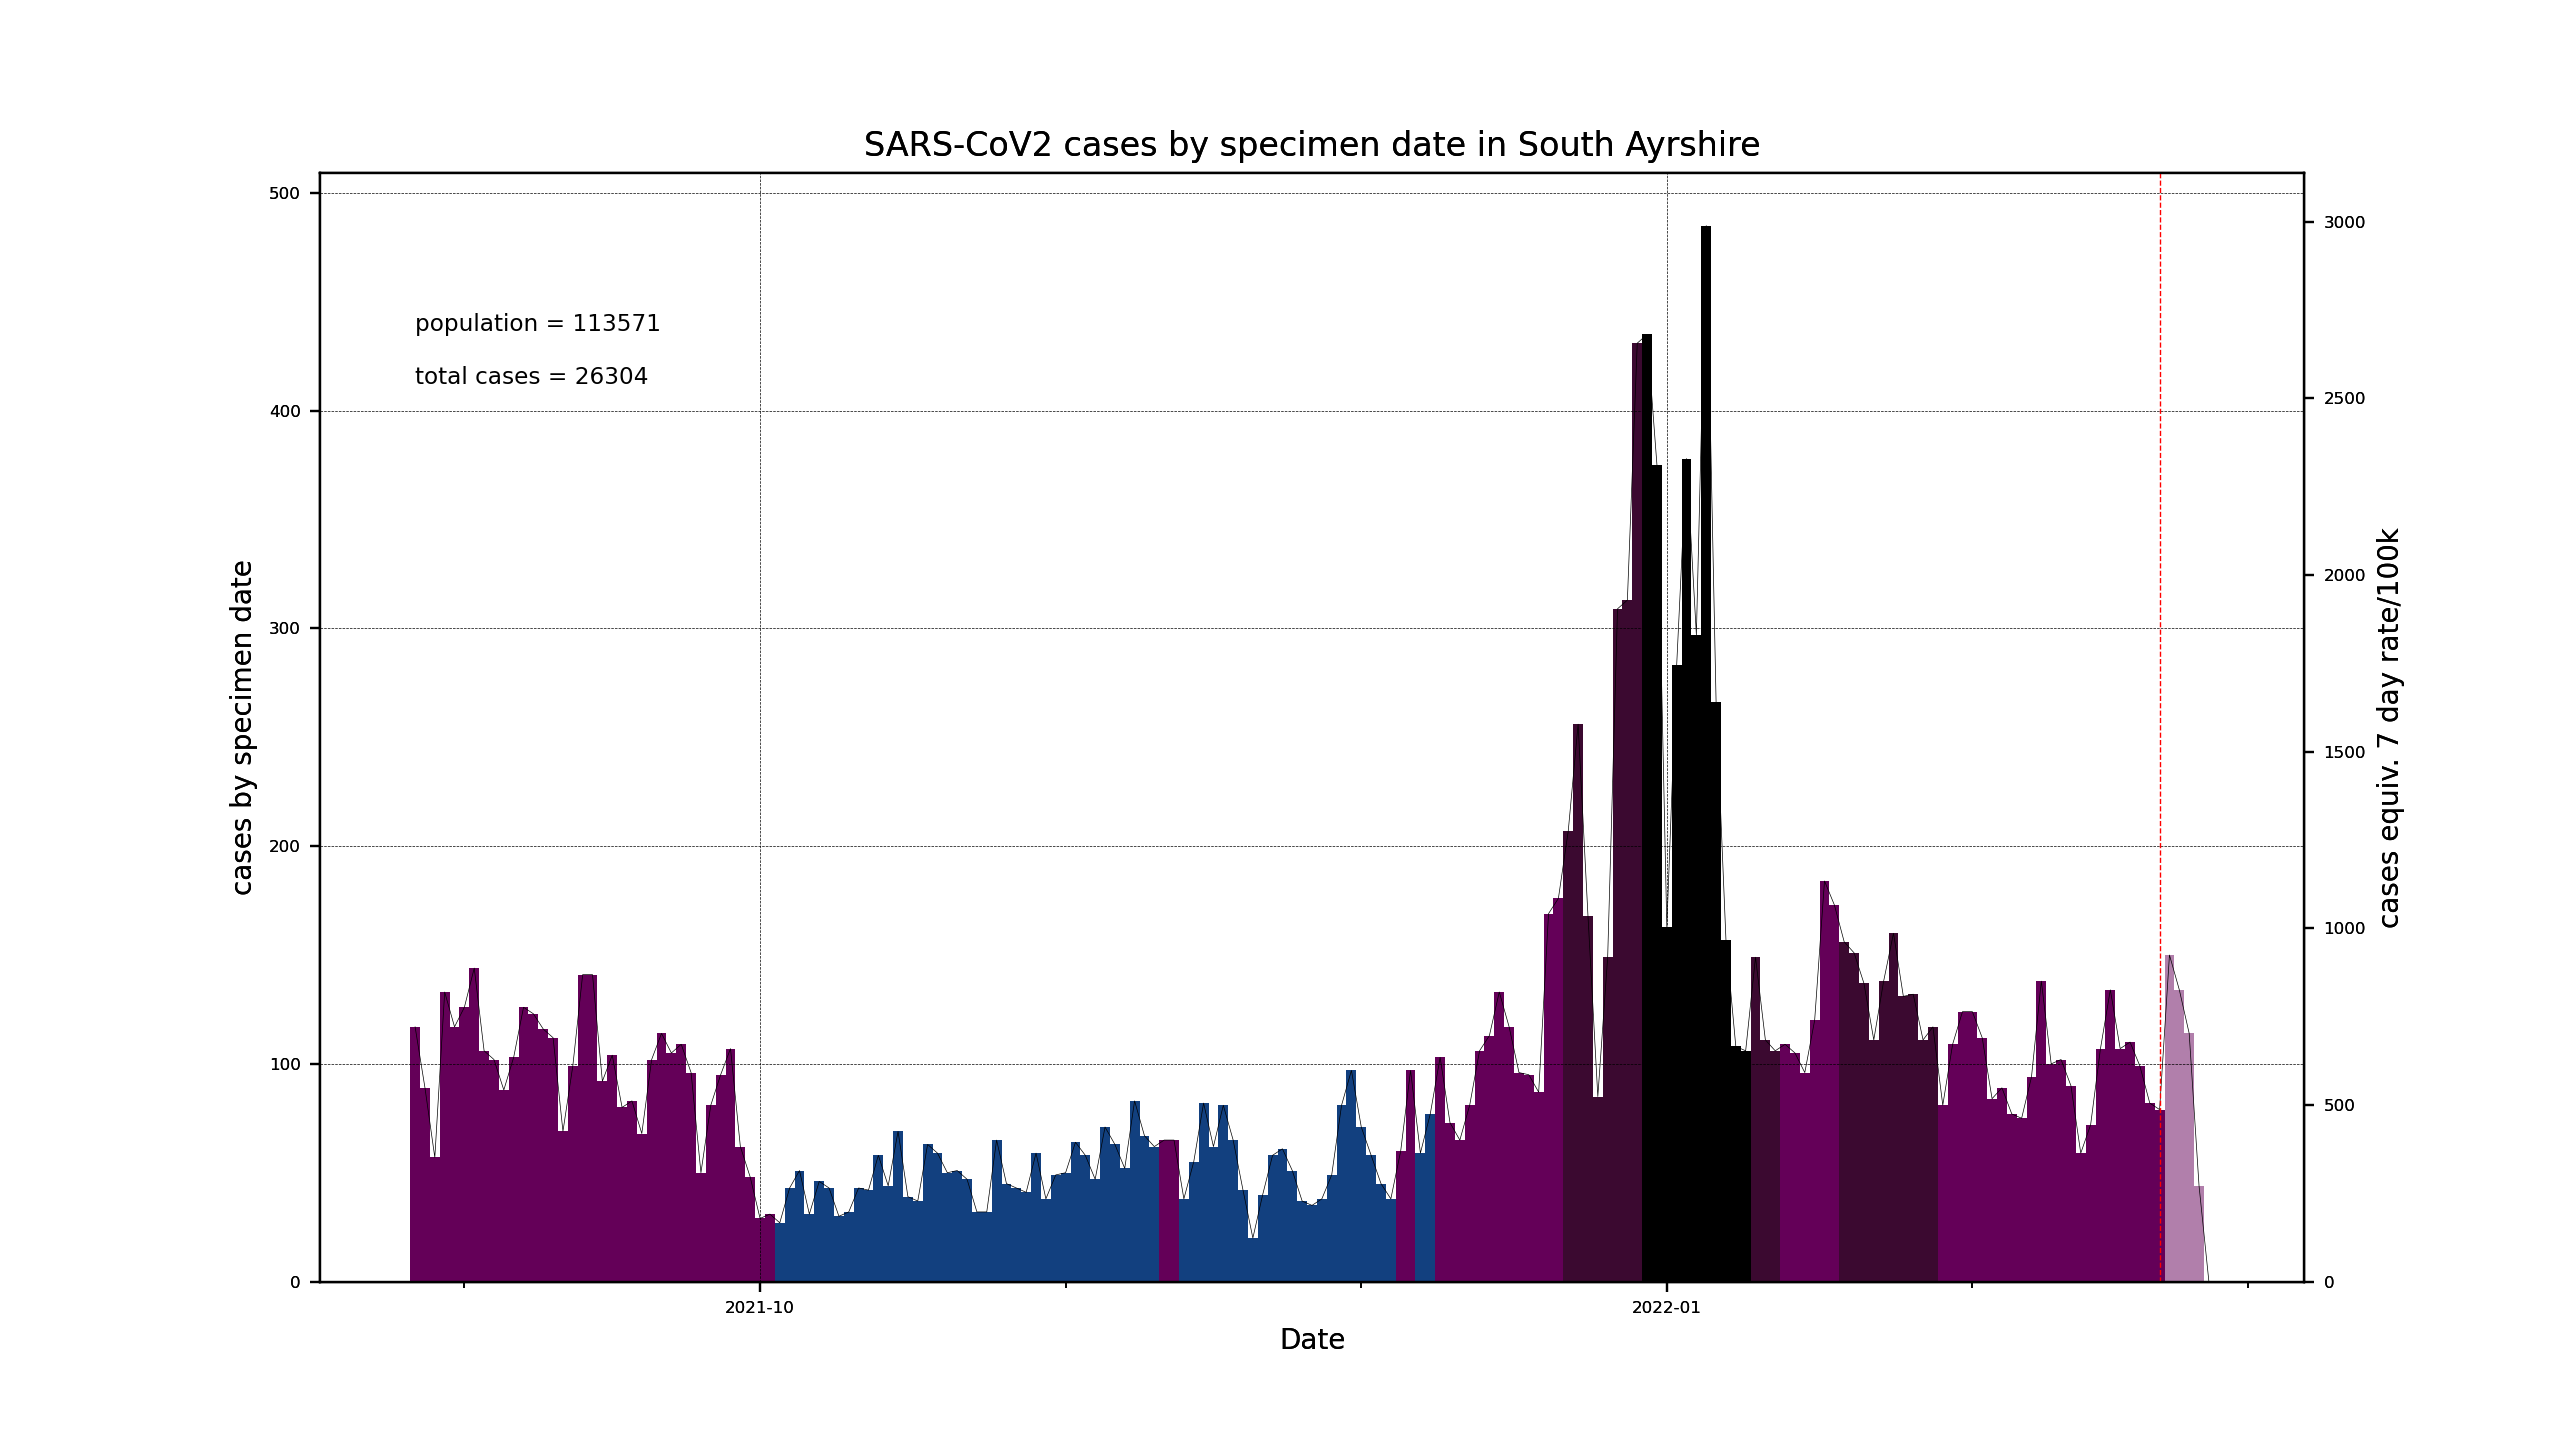 SARS-CoV2 cases by specimen date in South Ayrshire
500
400
300
200
100
0
cases by specimen date
population = 113571
total cases = 26304
3000
2500
2000
1500
1000
500
0
cases equiv. 7 day rate/100k
2021-10
2022-01
Date